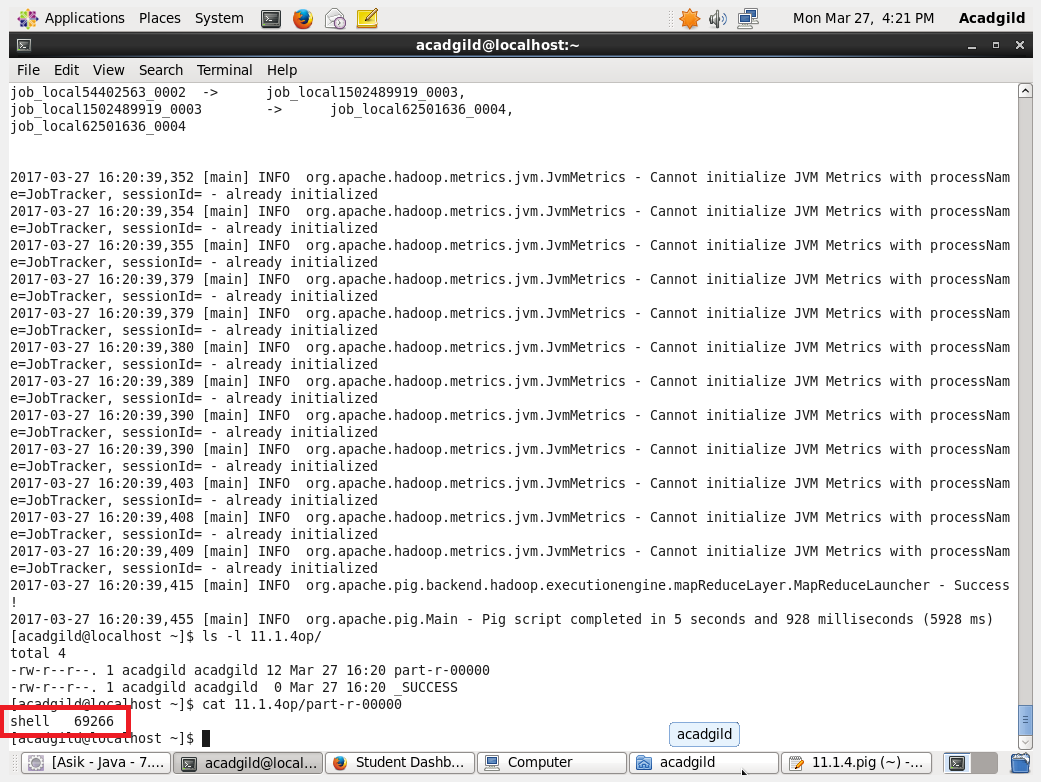 Applications Places System Mon Mar 27, 4:21 PM Acadgild
acadgild@localhost:~
File Edit View Search Terminal Help
job_local54402563_0002 -> job_local1502489919_0003,
job_local1502489919_0003 -> job_local62501636_0004,
job_local62501636_0004
2017-03-27 16:20:39,352 [main] INFO org.apache.hadoop.metrics.jvm.JvmMetrics - Cannot initialize JVM Metrics with processNam
e=JobTracker, sessionId= - already initialized
2017-03-27 16:20:39,354 [main] INFO org.apache.hadoop.metrics.jvm.JvmMetrics - Cannot initialize JVM Metrics with processNam
e=JobTracker, sessionId= - already initialized
2017-03-27 16:20:39,355 [main] INFO org.apache.hadoop.metrics.jvm.JvmMetrics - Cannot initialize JVM Metrics with processNam
e=JobTracker, sessionId= - already initialized
2017-03-27 16:20:39,379 [main] INFO org.apache.hadoop.metrics.jvm.JvmMetrics - Cannot initialize JVM Metrics with processNam
e=JobTracker, sessionId= - already initialized
2017-03-27 16:20:39,379 [main] INFO org.apache.hadoop.metrics.jvm.JvmMetrics - Cannot initialize JVM Metrics with processNam
e=JobTracker, sessionId= - already initialized
2017-03-27 16:20:39,380 [main] INFO org.apache.hadoop.metrics.jvm.JvmMetrics - Cannot initialize JVM Metrics with processNam
e=JobTracker, sessionId= - already initialized
2017-03-27 16:20:39,389 [main] INFO org.apache.hadoop.metrics.jvm.JvmMetrics - Cannot initialize JVM Metrics with processNam
e=JobTracker, sessionId= - already initialized
2017-03-27 16:20:39,390 [main] INFO org.apache.hadoop.metrics.jvm.JvmMetrics - Cannot initialize JVM Metrics with processNam
e=JobTracker, sessionId= - already initialized
2017-03-27 16:20:39,390 [main] INFO org.apache.hadoop.metrics.jvm.JvmMetrics - Cannot initialize JVM Metrics with processNam
e=JobTracker, sessionId= - already initialized
2017-03-27 16:20:39,403 [main] INFO org.apache.hadoop.metrics.jvm.JvmMetrics - Cannot initialize JVM Metrics with processNam
e=JobTracker, sessionId= - already initialized
2017-03-27 16:20:39,408 [main] INFO org.apache.hadoop.metrics.jvm.JvmMetrics - Cannot initialize JVM Metrics with processNam
e=JobTracker, sessionId= - already initialized
2017-03-27 16:20:39,409 [main] INFO org.apache.hadoop.metrics.jvm.JvmMetrics - Cannot initialize JVM Metrics with processNam
e=JobTracker, sessionId= - already initialized
2017-03-27 16:20:39,415 [main] INFO org.apache.pig.backend.hadoop.executionengine.mapReduceLayer.MapReduceLauncher - Success
!
2017-03-27 16:20:39,455 [main] INFO org.apache.pig.Main - Pig script completed in 5 seconds and 928 milliseconds (5928 ms)
[acadgild@localhost ~]$ ls -l 11.1.4op/
total 4
-rw-r--r--. 1 acadgild acadgild 12 Mar 27 16:20 part-r-00000
-rw-r--r--. 1 acadgild acadgild 0 Mar 27 16:20 _SUCCESS
[acadgild@localhost ~]$ cat 11.1.4op/part-r-00000
shell 69266
[acadgild@localhost ~]$
acadgild
[Asik - Java - 7.... acadgild@local... Student Dashb... Computer acadgild 11.1.4.pig (~) -...